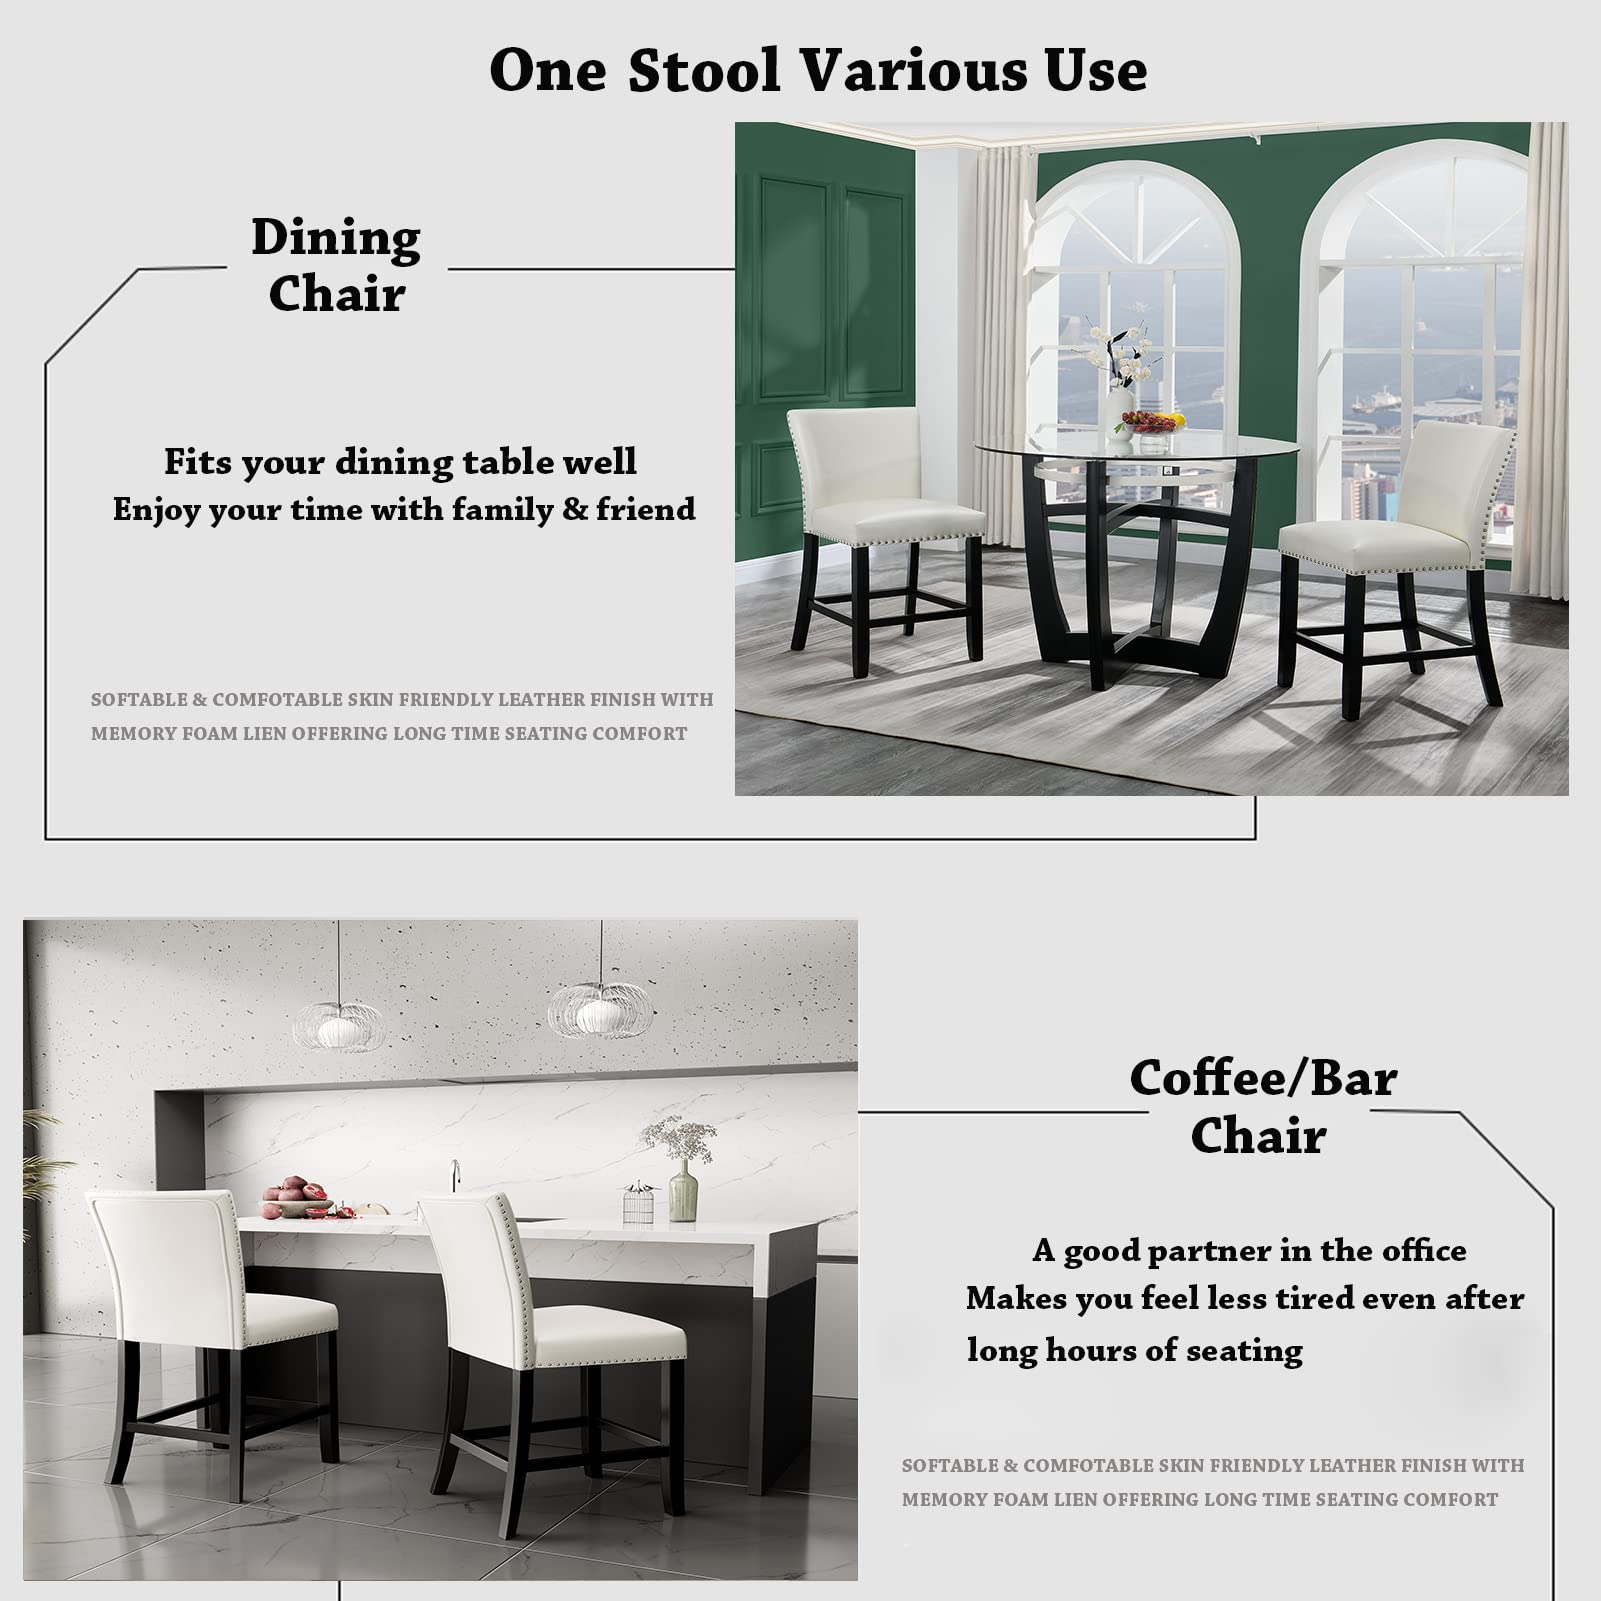 One Stool Various Use
Dining
Chair
Fits your dining table well
Enjoy your time with family & friend
SOFTABLE & COMFOTABLE SKIN FRIENDLY LEATHER FINISH WITH
MEMORY FOAM LIEN OFFERING LONG TIME SEATING COMFORT
Coffee/Bar
Chair
A good partner in the office
Makes you feel less tired even after
long hours of seating
SOFTABLE & COMFOTABLE SKIN FRIENDLY LEATHER FINISH WITH
MEMORY FOAM LIEN OFFERING LONG TIME SEATING COMFORT